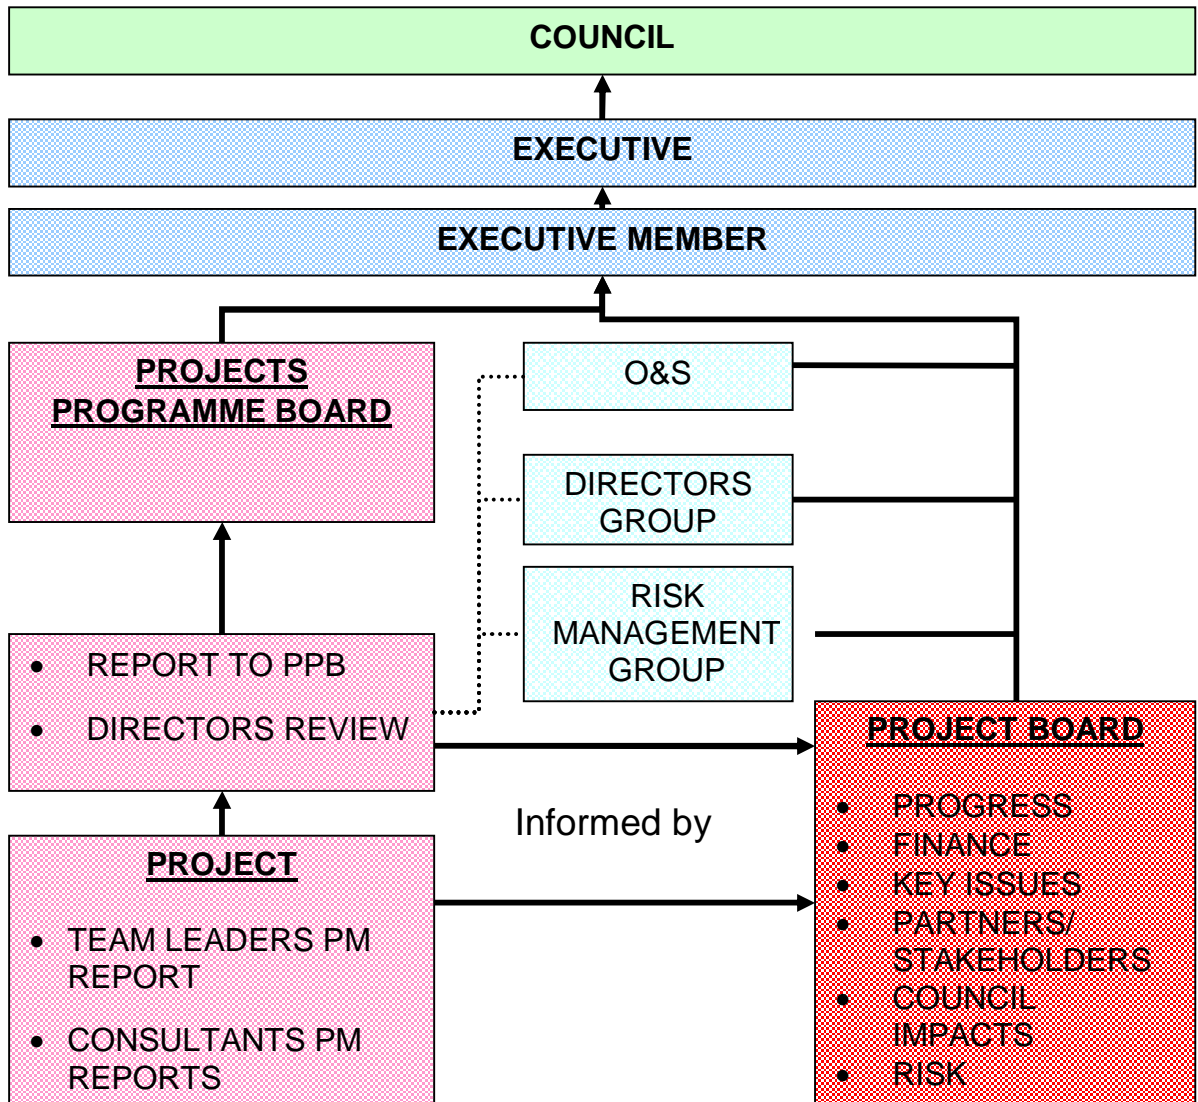 COUNCIL
EXECUTIVE
EXECUTIVE MEMBER
PROJECTS
PROGRAMME BOARD
O&S
DIRECTORS
GROUP
RISK
MANAGEMENT
GROUP
• REPORT TO PPB
• DIRECTORS REVIEW
Informed by
PROJECT
• TEAM LEADERS PM
REPORT
• CONSULTANTS PM
REPORTS
PROJECT BOARD
• PROGRESS
• FINANCE
• KEY ISSUES
• PARTNERS/
STAKEHOLDERS
• COUNCIL
IMPACTS
• RISK